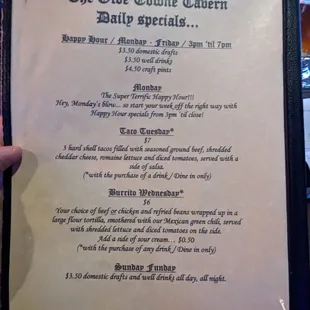 The Olde Towne Tavern
Daily specials...
Happy Hour / Monday - Friday / 3pm 'til 7pm
$3.50 domestic drafts
$3.50 well drinks
$4.50 craft pints
Monday
The Super Terrific Happy Hour!!!
Hey, Monday's blow... so start your week off the right way with
Happy Hour specials from 3pm 'til close!
Taco Tuesday*
$7
3 hard shell tacos filled with seasoned ground beef, shredded
cheddar cheese, romaine lettuce and diced tomatoes, served with a
side of salsa.
(*with the purchase of a drink / Dine in only)
Burrito Wednesday*
$6
Your choice of beef or chicken and refried beans wrapped up in a
large flour tortilla, smothered with our Mexican green chili, served
with shredded lettuce and diced tomatoes on the side.
Add a side of sour cream... $0.50
(*with the purchase of any drink / Dine in only)
Sunday Funday
$3.50 domestic drafts and well drinks all day, all night.